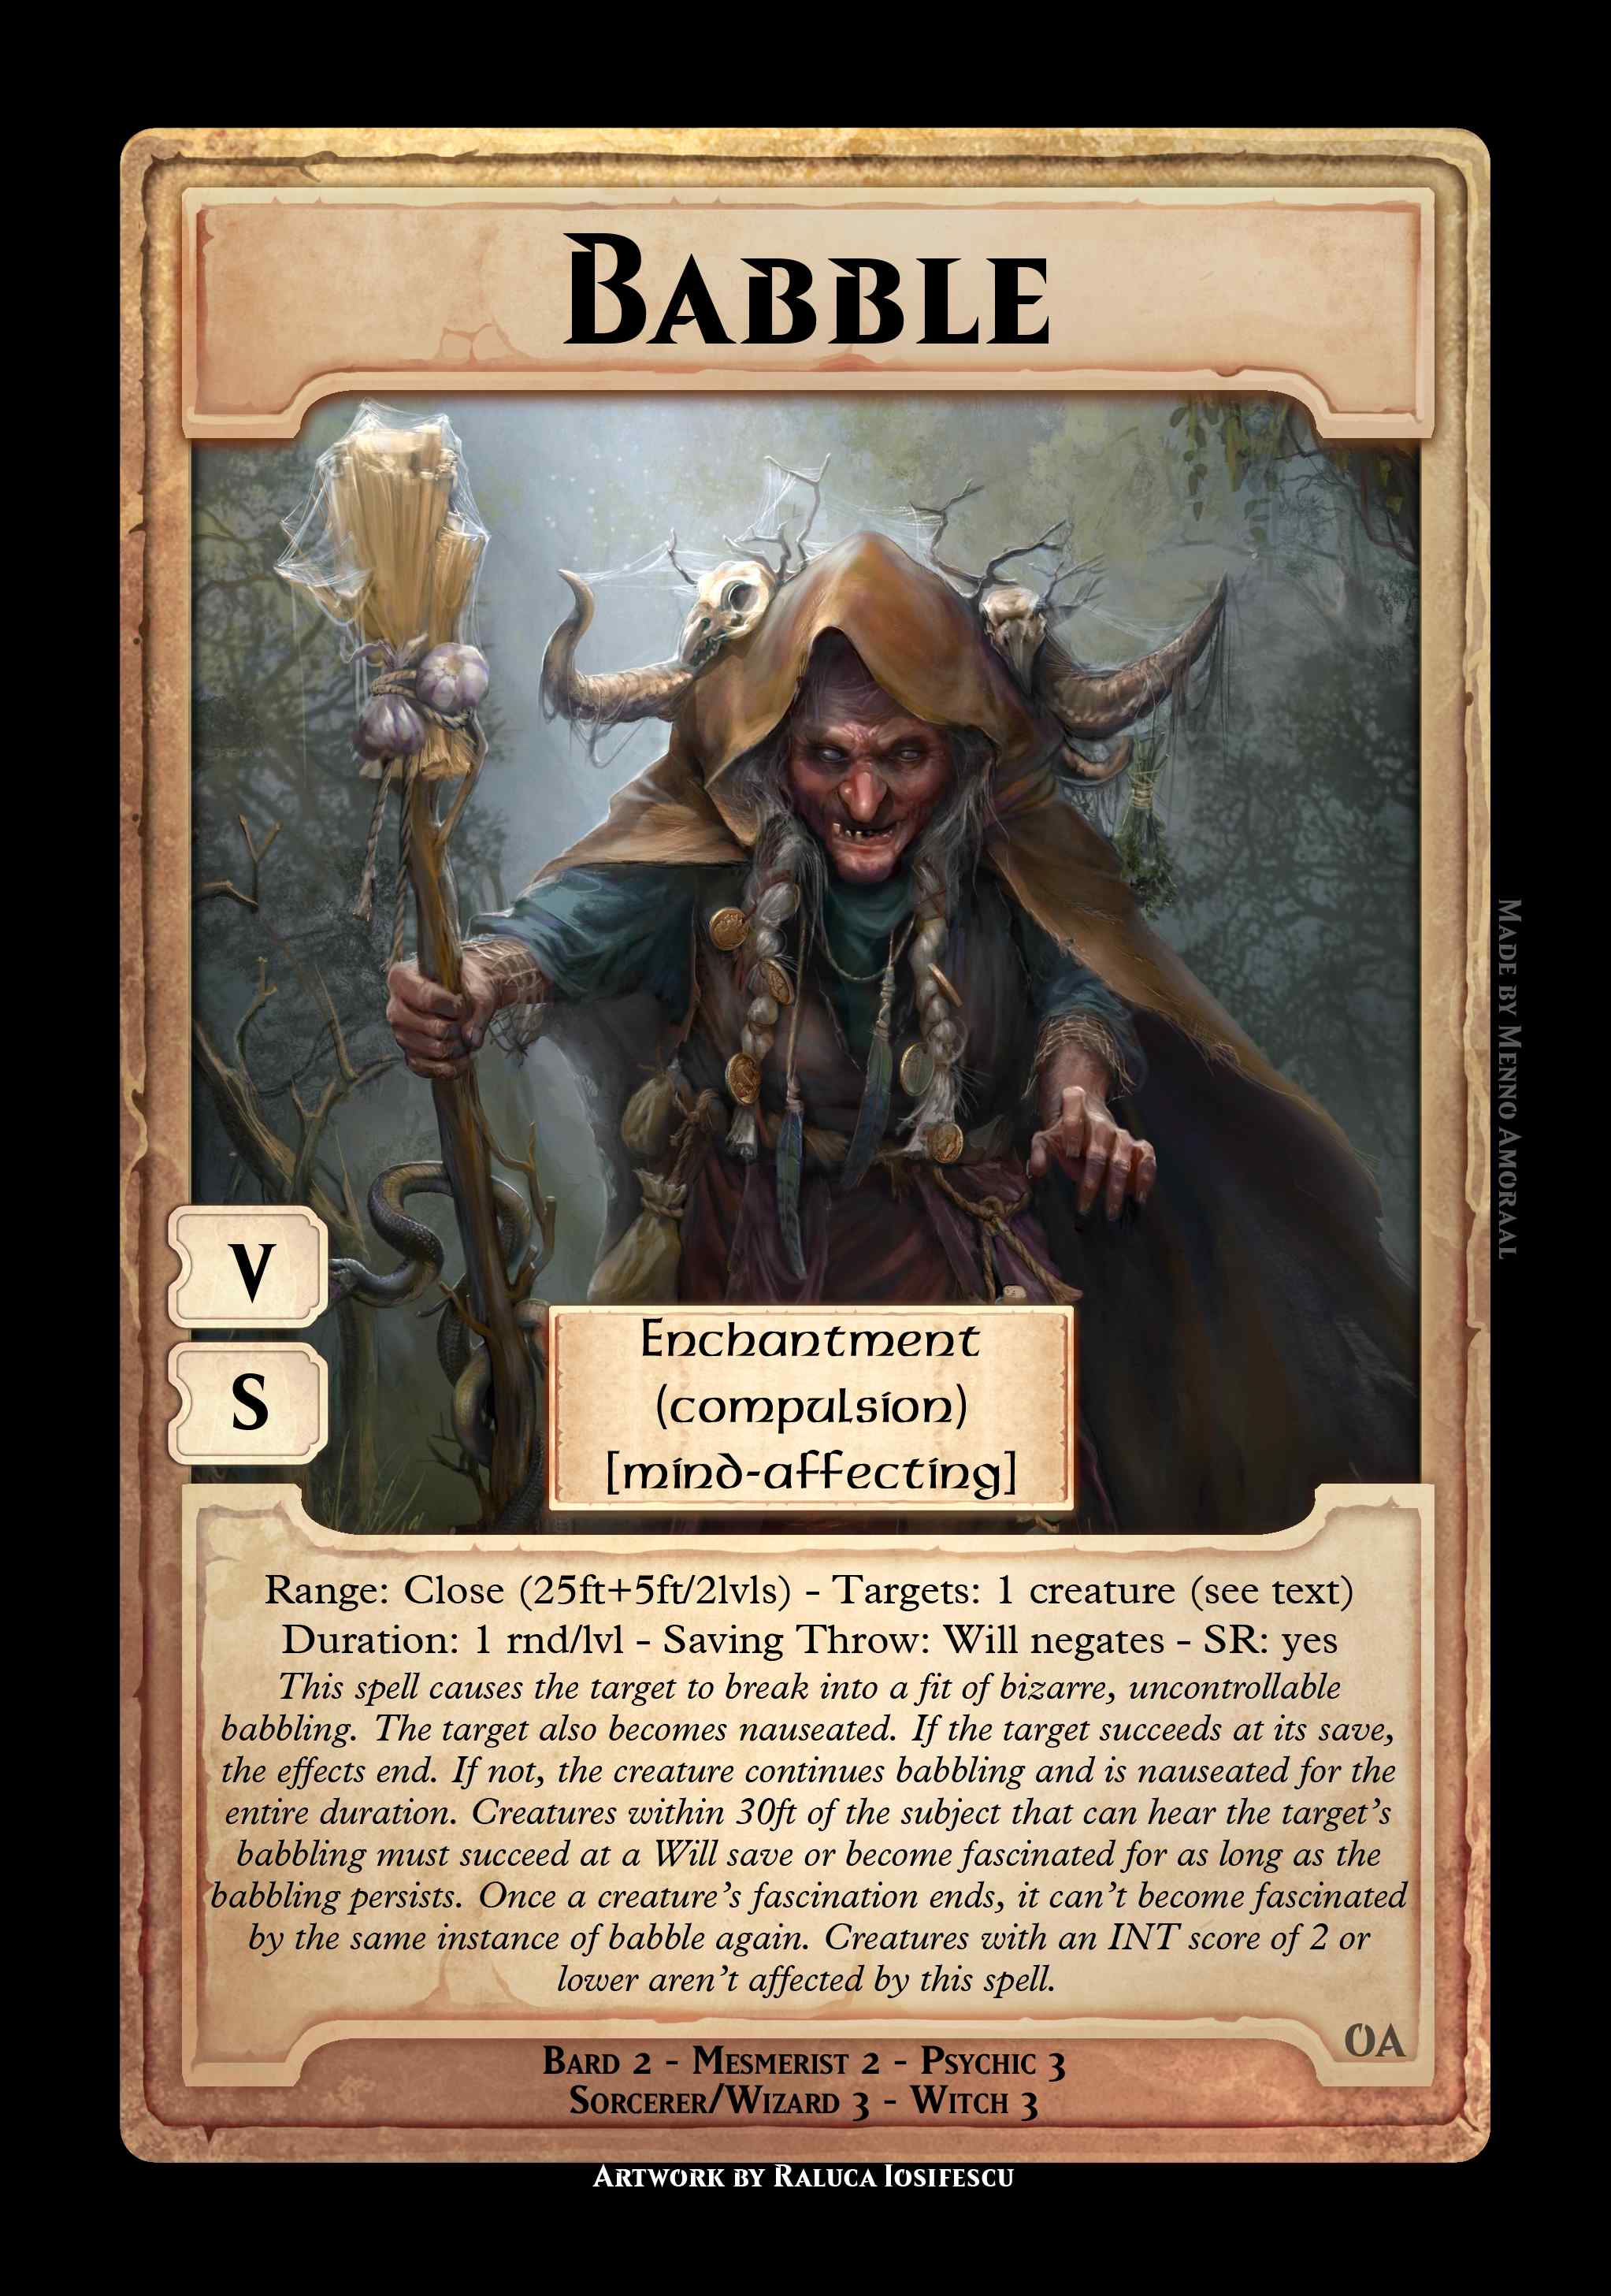 Babble
V
S
Enchantment
(compulsion)
[mind-affecting]
Range: Close (25ft+5ft/2lvls) - Targets: 1 creature (see text)
Duration: 1 rnd/lvl - Saving Throw: Will negates - SR: yes
This spell causes the target to break into a fit of bizarre, uncontrollable
babbling. The target also becomes nauseated. If the target succeeds at its save,
the effects end. If not, the creature continues babbling and is nauseated for the
entire duration. Creatures within 30ft of the subject that can hear the target's
babbling must succeed at a Will save or become fascinated for as long as the
babbling persists. Once a creature's fascination ends, it can't become fascinated
by the same instance of babble again. Creatures with an INT score of 2 or
lower aren't affected by this spell.
OA
Bard 2 - Mesmerist 2 - Psychic 3
Sorcerer/Wizard 3 - Witch 3
Artwork by Raluca Iosifescu
Made by Menno Amoraal